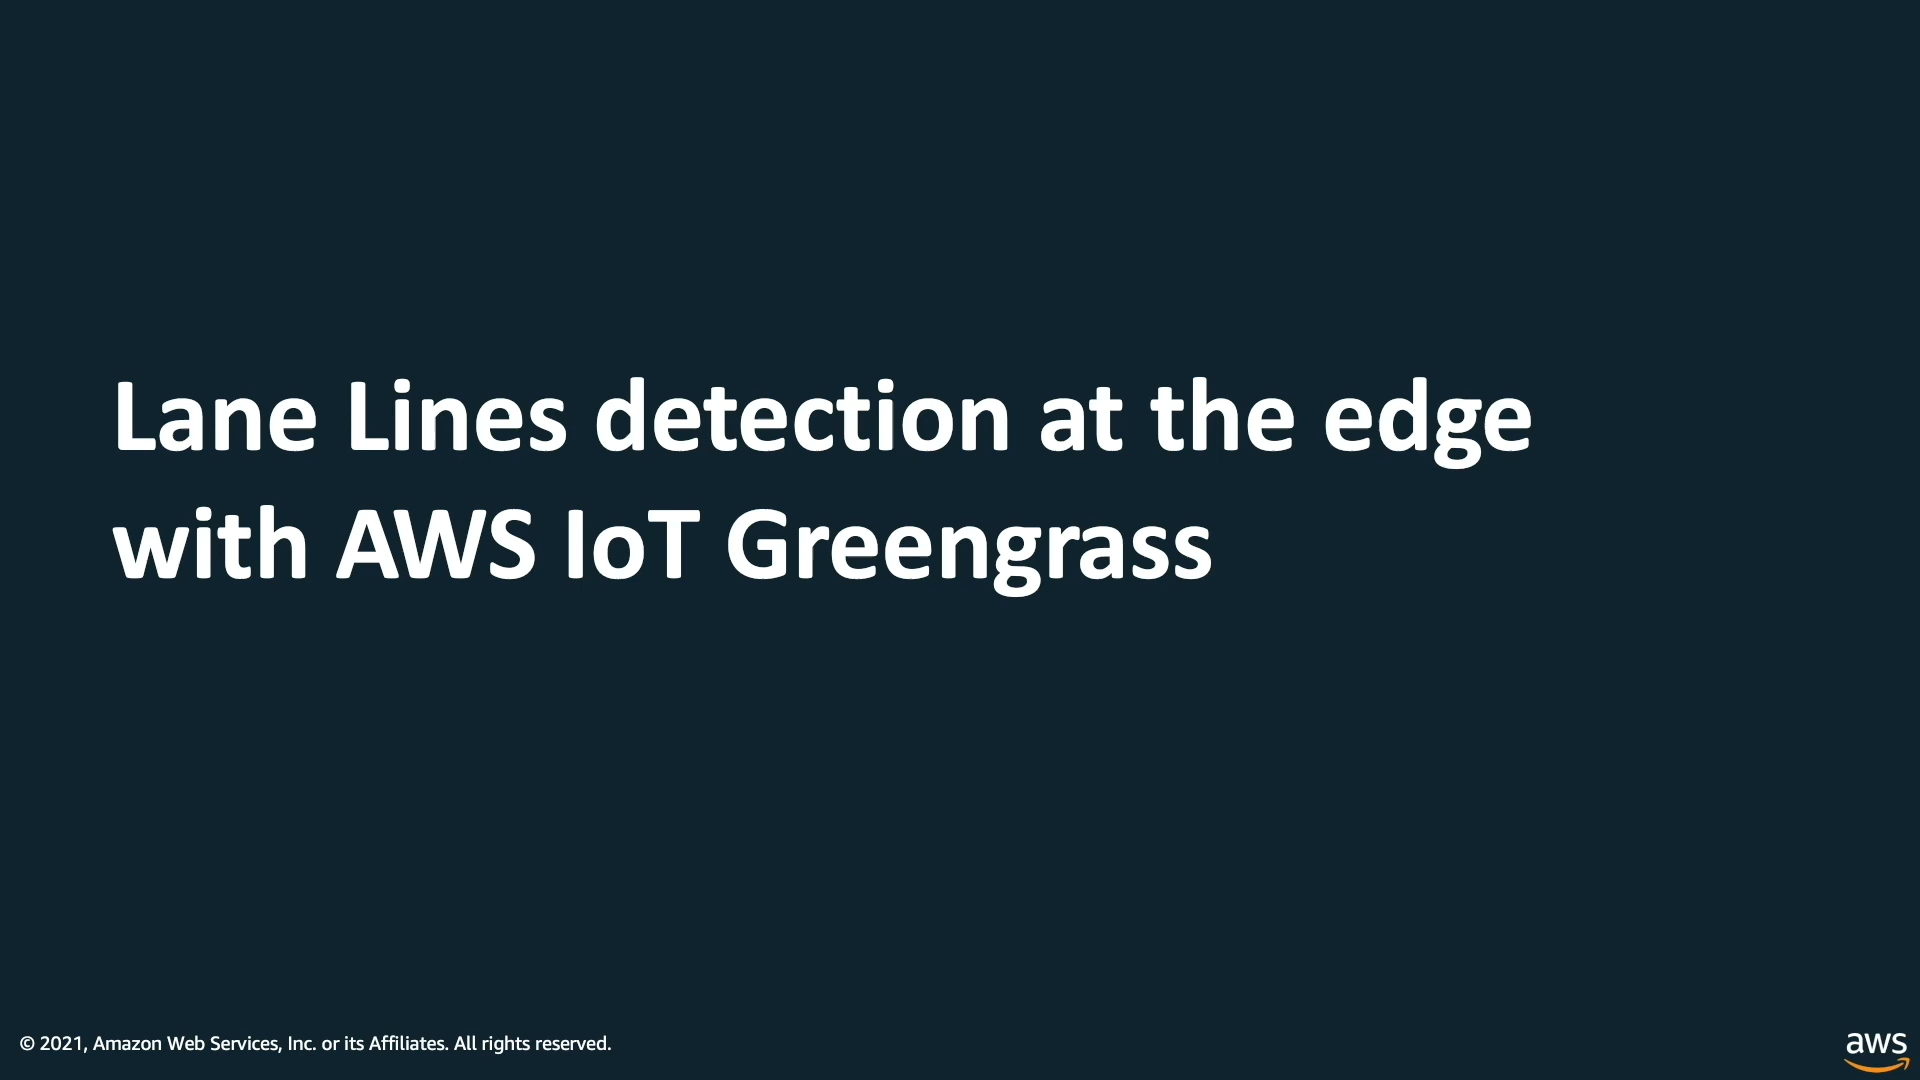 Lane Lines detection at the edge
with AWS IoT Greengrass
© 2021, Amazon Web Services, Inc. or its Affiliates. All rights reserved.
aws